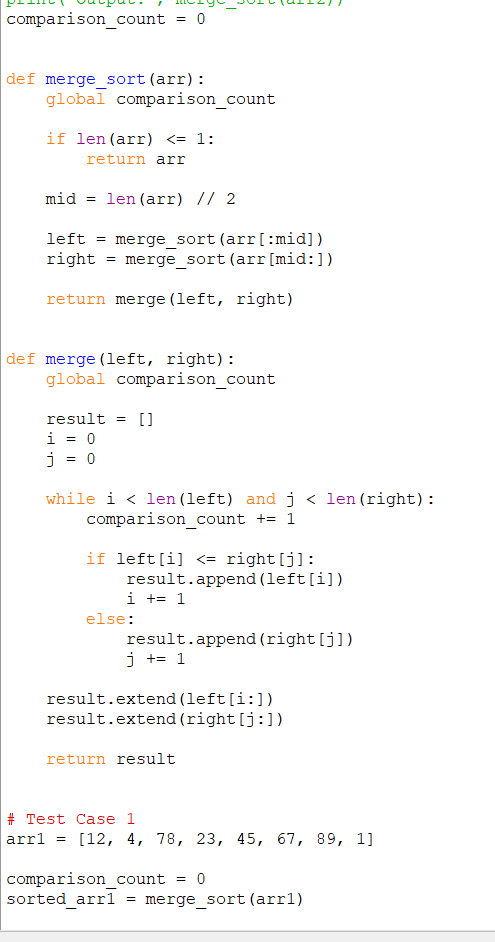 print("Output:", merge_sort(arr2))
comparison_count = 0
def merge_sort(arr):
    global comparison_count
    if len(arr) <= 1:
        return arr
    mid = len(arr) // 2
    left = merge_sort(arr[:mid])
    right = merge_sort(arr[mid:])
    return merge(left, right)
def merge(left, right):
    global comparison_count
    result = []
    i = 0
    j = 0
    while i < len(left) and j < len(right):
        comparison_count += 1
        if left[i] <= right[j]:
            result.append(left[i])
            i += 1
        else:
            result.append(right[j])
            j += 1
    result.extend(left[i:])
    result.extend(right[j:])
    return result
# Test Case 1
arr1 = [12, 4, 78, 23, 45, 67, 89, 1]
comparison_count = 0
sorted_arr1 = merge_sort(arr1)